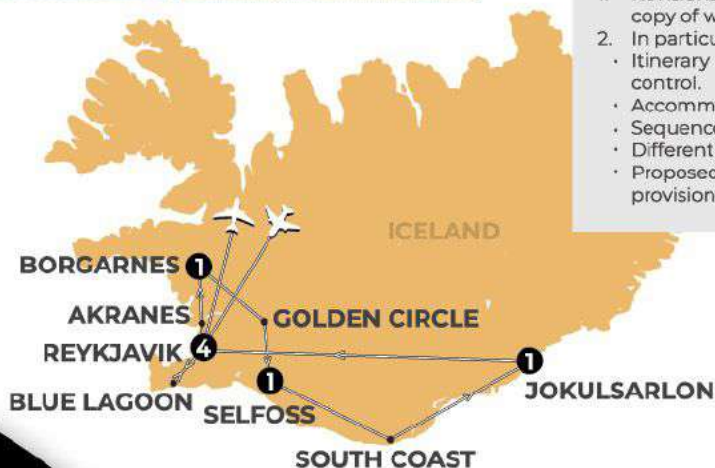 copy of w
2. In particu
· Itinerary
control.
· Accomm
· Sequence
· Different
· Proposed
provision
ICELAND
BORGARNES 1
AKRANES
GOLDEN CIRCLE
REYKJAVIK 4
1
JOKULSARLON
BLUE LAGOON
1
SELFOSS
SOUTH COAST